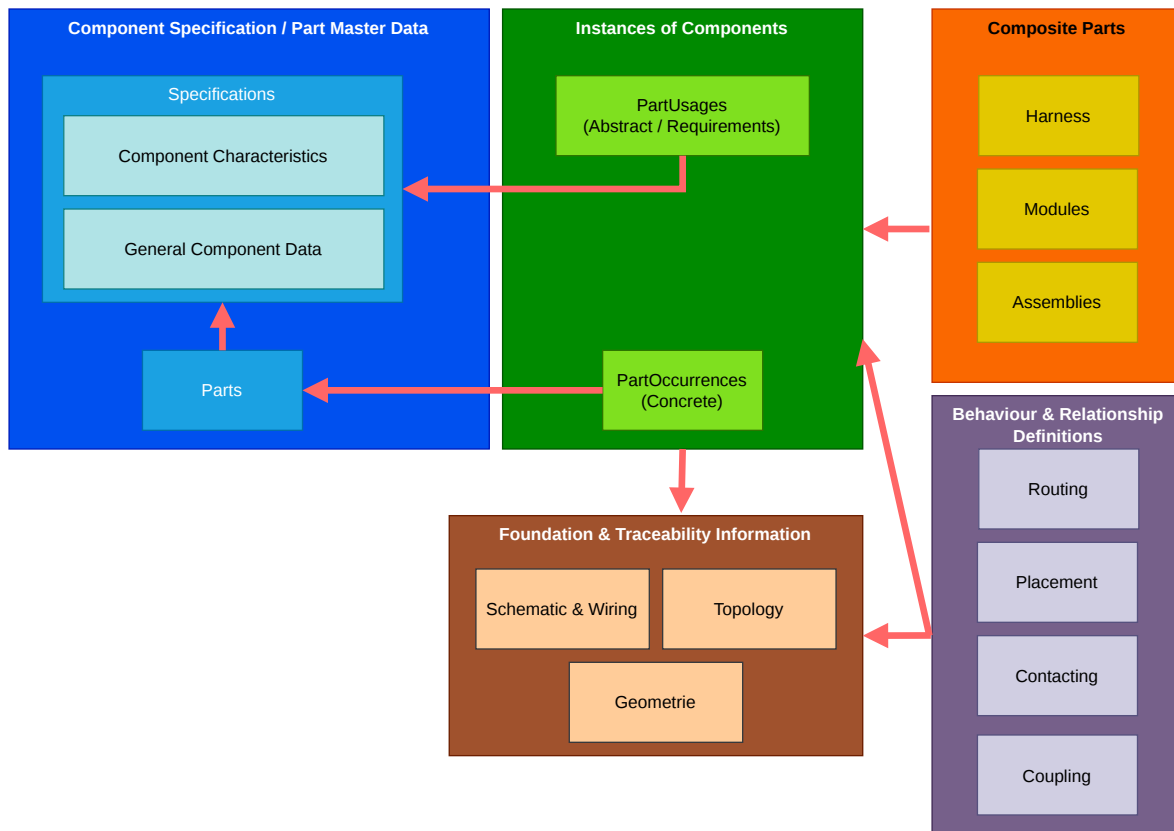 Component Specification / Part Master Data
Specifications
Component Characteristics
General Component Data
Parts
Instances of Components
PartUsages
(Abstract / Requirements)
PartOccurrences
(Concrete)
Composite Parts
Harness
Modules
Assemblies
Behaviour & Relationship
Definitions
Routing
Placement
Contacting
Coupling
Foundation & Traceability Information
Schematic & Wiring
Topology
Geometrie